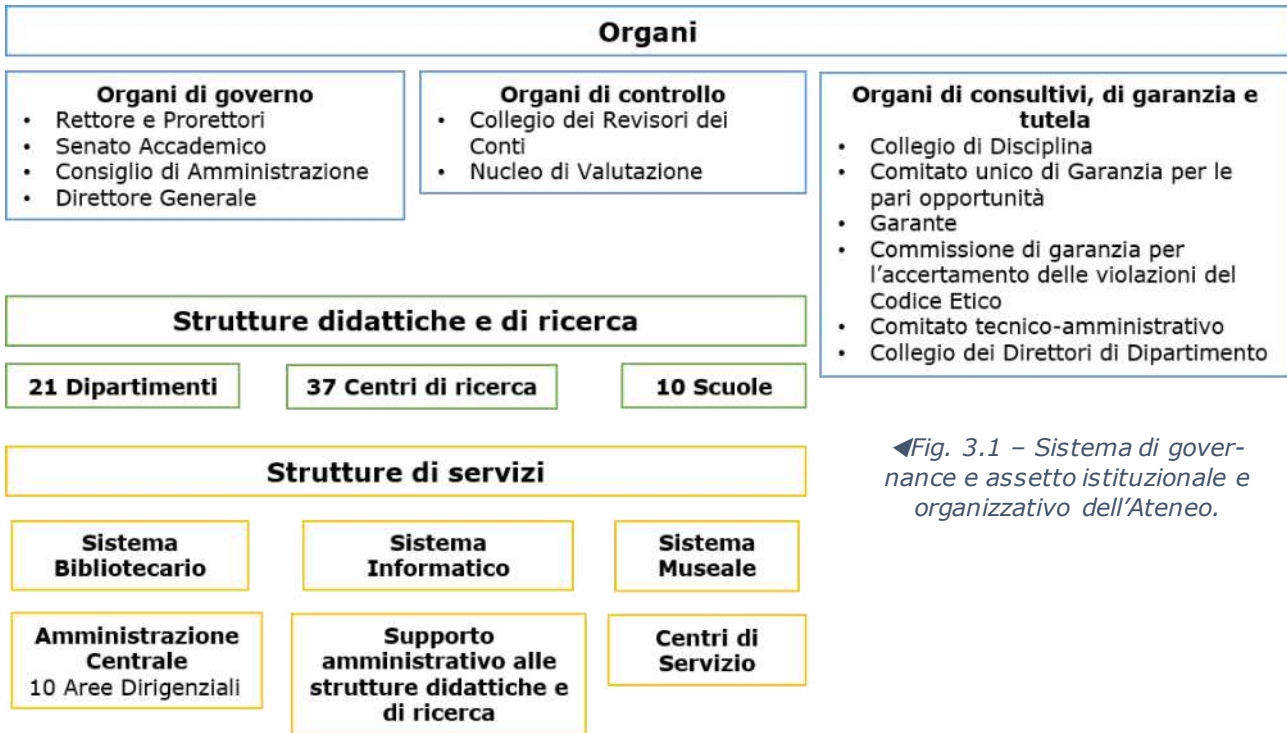 Organi
Organi di governo
• Rettore e Prorettori
• Senato Accademico
• Consiglio di Amministrazione
• Direttore Generale
Organi di controllo
• Collegio dei Revisori dei
Conti
• Nucleo di Valutazione
Organi di consultivi, di garanzia e
tutela
• Collegio di Disciplina
• Comitato unico di Garanzia per le
pari opportunità
• Garante
• Commissione di garanzia per
l’accertamento delle violazioni del
Codice Etico
• Comitato tecnico-amministrativo
• Collegio dei Direttori di Dipartimento
Strutture didattiche e di ricerca
21 Dipartimenti
37 Centri di ricerca
10 Scuole
◀Fig. 3.1 – Sistema di gover-
nance e assetto istituzionale e
organizzativo dell’Ateneo.
Strutture di servizi
Sistema
Bibliotecario
Sistema
Informatico
Sistema
Museale
Amministrazione
Centrale
10 Aree Dirigenziali
Supporto
amministrativo alle
strutture didattiche e
di ricerca
Centri di
Servizio